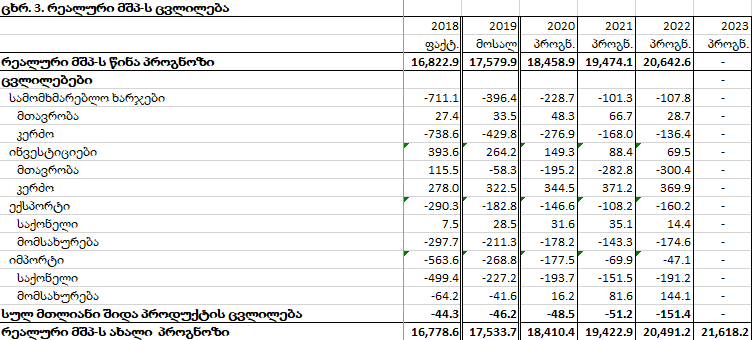 ცხრ. 3. რეალური მშპ-ს ცვლილება
2018 2019 2020 2021 2022 2023
ფაქტ. მოსალ პროგნ. პროგნ. პროგნ. პროგნ.
რეალური მშპ-ს წინა პროგნოზი 16,822.9 17,579.9 18,458.9 19,474.1 20,642.6 -
ცვლილებები -
სამომხმარებლო ხარჯები -711.1 -396.4 -228.7 -101.3 -107.8 -
მთავრობა 27.4 33.5 48.3 66.7 28.7 -
კერძო -738.6 -429.8 -276.9 -168.0 -136.4 -
ინვესტიციები 393.6 264.2 149.3 88.4 69.5 -
მთავრობა 115.5 -58.3 -195.2 -282.8 -300.4 -
კერძო 278.0 322.5 344.5 371.2 369.9 -
ექსპორტი -290.3 -182.8 -146.6 -108.2 -160.2 -
საქონელი 7.5 28.5 31.6 35.1 14.4 -
მომსახურება -297.7 -211.3 -178.2 -143.3 -174.6 -
იმპორტი -563.6 -268.8 -177.5 -69.9 -47.1 -
საქონელი -499.4 -227.2 -193.7 -151.5 -191.2 -
მომსახურება -64.2 -41.6 16.2 81.6 144.1 -
სულ მთლიანი შიდა პროდუქტის ცვლილება -44.3 -46.2 -48.5 -51.2 -151.4 -
რეალური მშპ-ს ახალი პროგნოზი 16,778.6 17,533.7 18,410.4 19,422.9 20,491.2 21,618.2